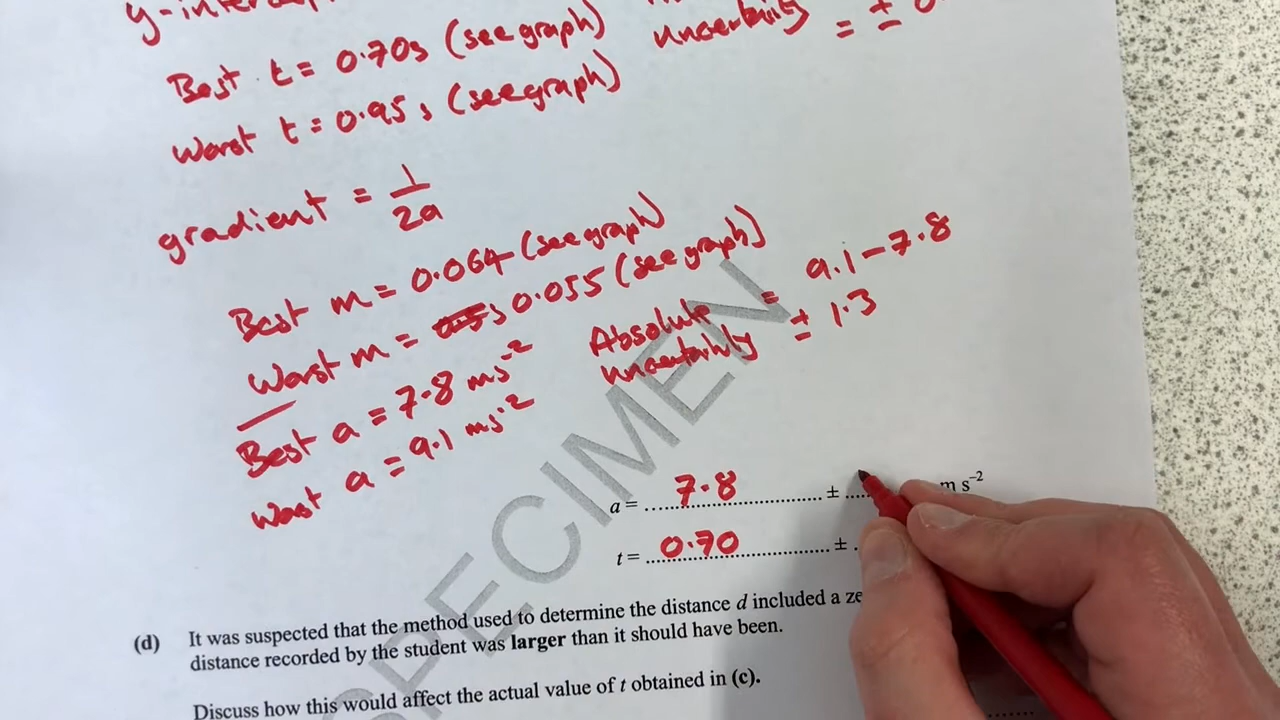 y-interc
Best t = 0.70s (see graph)
uncertainty = ± 0
Worst t = 0.95 s (see graph)
gradient = 1/2a
Best m = 0.064 (see graph)
Worst m = 0.055 (see graph)
Best a = 7.8 ms⁻²
Worst a = 9.1 ms⁻²
Absolute uncertainty = 9.1 - 7.8
± 1.3
SPECIMEN
a = 7.8 ± m s⁻²
t = 0.70 ±
(d) It was suspected that the method used to determine the distance d included a ze
distance recorded by the student was larger than it should have been.
Discuss how this would affect the actual value of t obtained in (c).